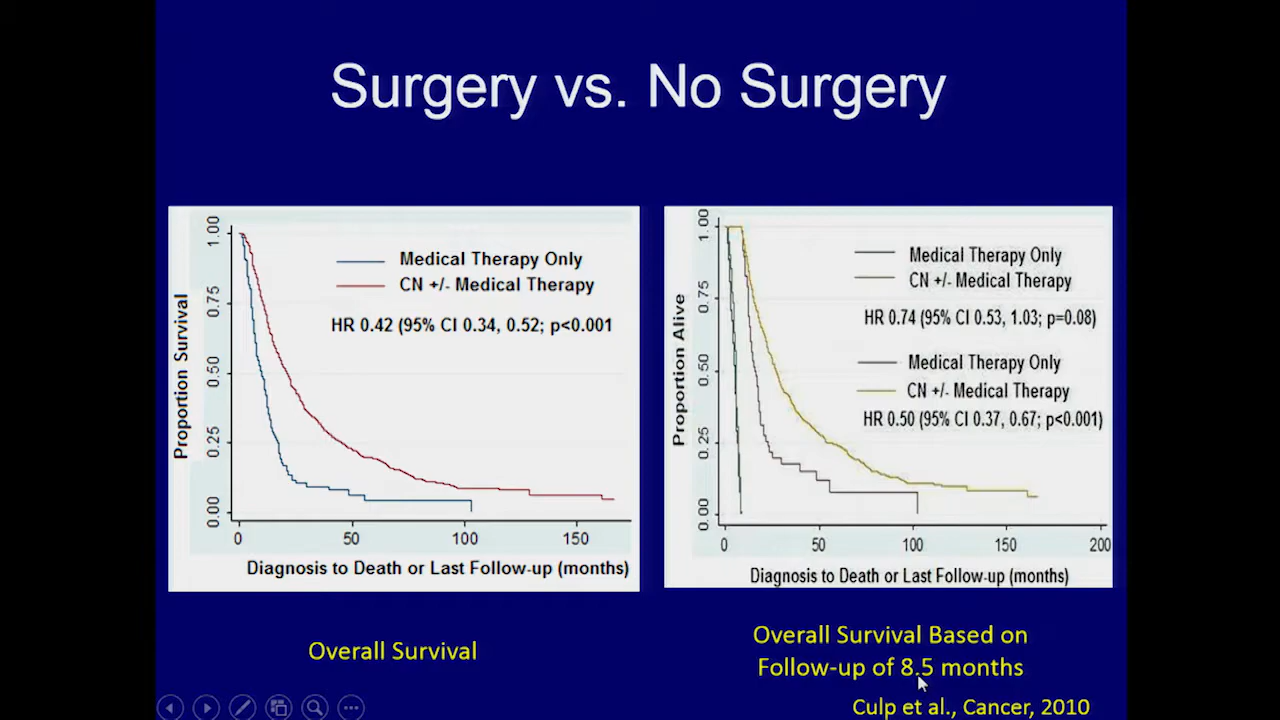 Surgery vs. No Surgery
1.00
0.75
0.50
0.25
0.00
Proportion Survival
Medical Therapy Only
CN +/- Medical Therapy
HR 0.42 (95% CI 0.34, 0.52; p<0.001
0
50
100
150
Diagnosis to Death or Last Follow-up (months)
Overall Survival
1.00
0.75
0.50
0.25
0.00
Proportion Alive
Medical Therapy Only
CN +/- Medical Therapy
HR 0.74 (95% CI 0.53, 1.03; p=0.08)
Medical Therapy Only
CN +/- Medical Therapy
HR 0.50 (95% CI 0.37, 0.67; p<0.001)
0
50
100
150
200
Diagnosis to Death or Last Follow-up (months)
Overall Survival Based on
Follow-up of 8.5 months
Culp et al., Cancer, 2010